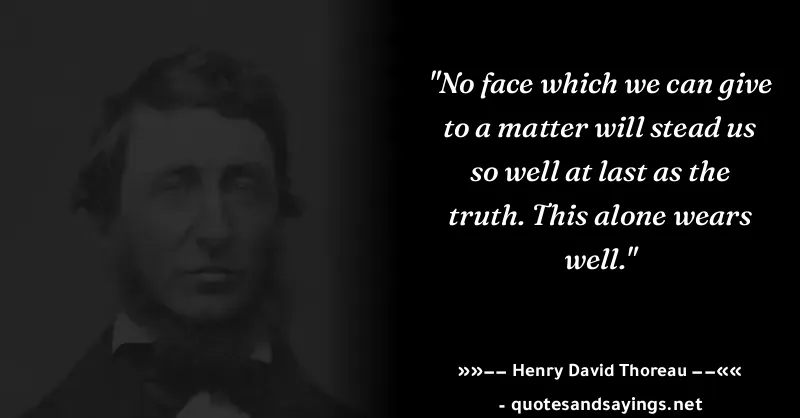 "No face which we can give
to a matter will stead us
so well at last as the
truth. This alone wears
well."
»»−− Henry David Thoreau −−««
- quotesandsayings.net